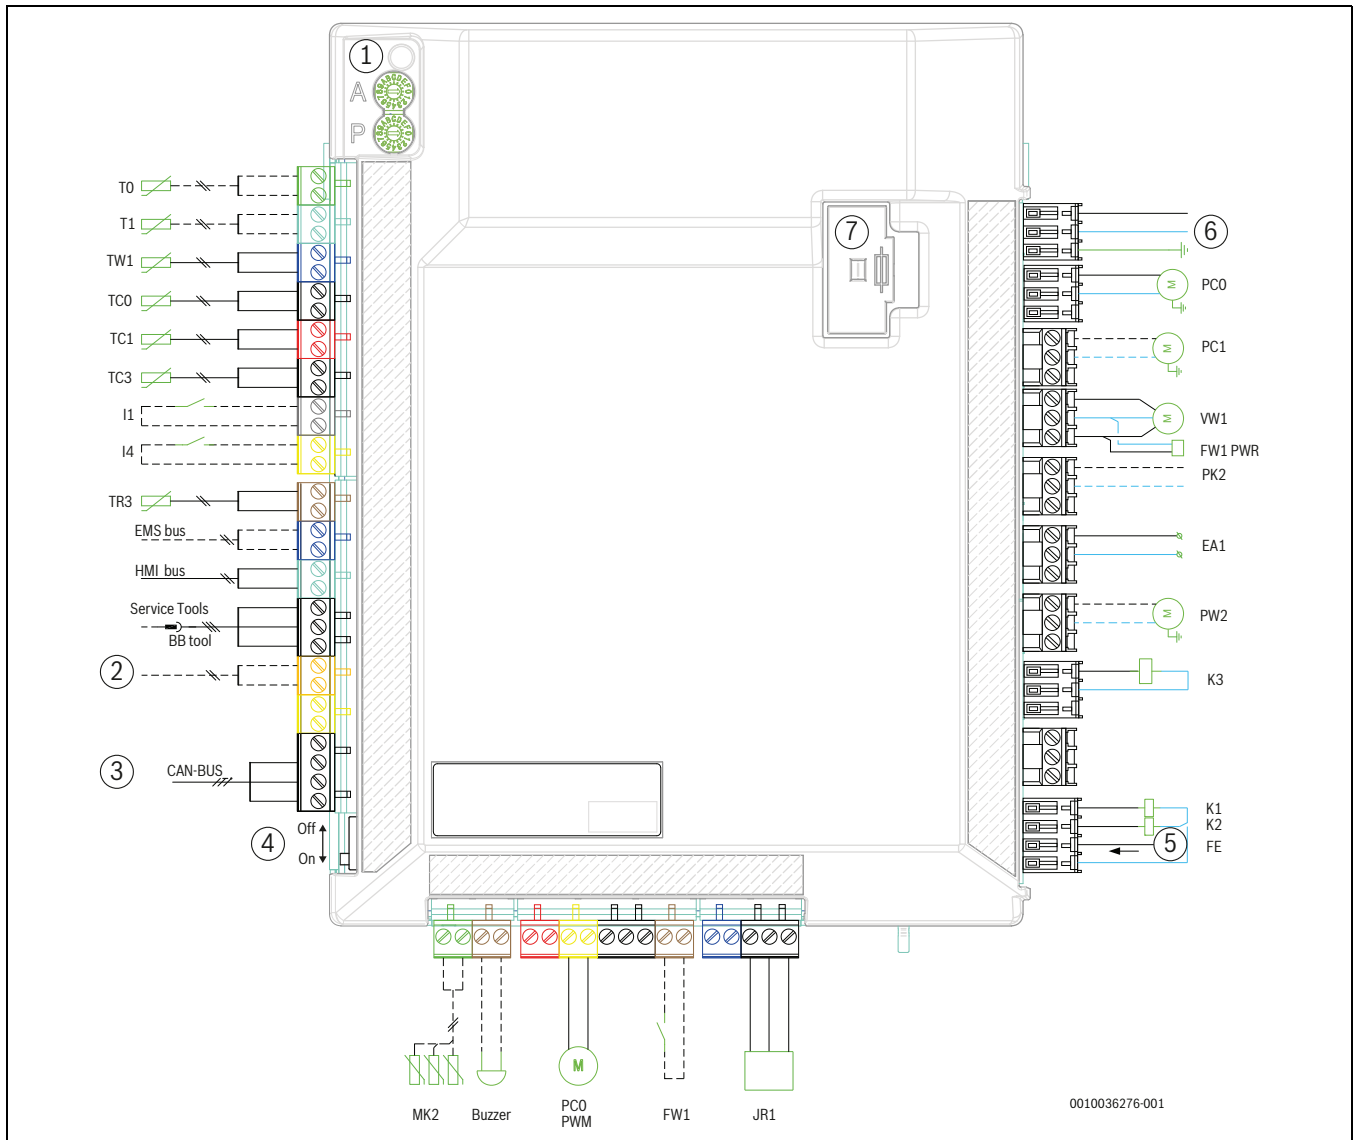 1
A
P
T0
T1
TW1
TC0
TC1
TC3
I1
I4
TR3
EMS bus
HMI bus
Service Tools
BB tool
2
3
CAN-BUS
4
Off
On
7
6
PC0
PC1
M
M
M
VW1
FW1 PWR
PK2
EA1
M
PW2
K3
K1
K2
5
FE
M
MK2
Buzzer
PC0
PWM
FW1
JR1
0010036276-001